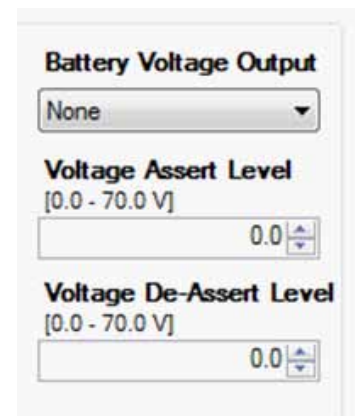 Battery Voltage Output
None
Voltage Assert Level
[0.0 - 70.0 V]
0.0
Voltage De-Assert Level
[0.0 - 70.0 V]
0.0